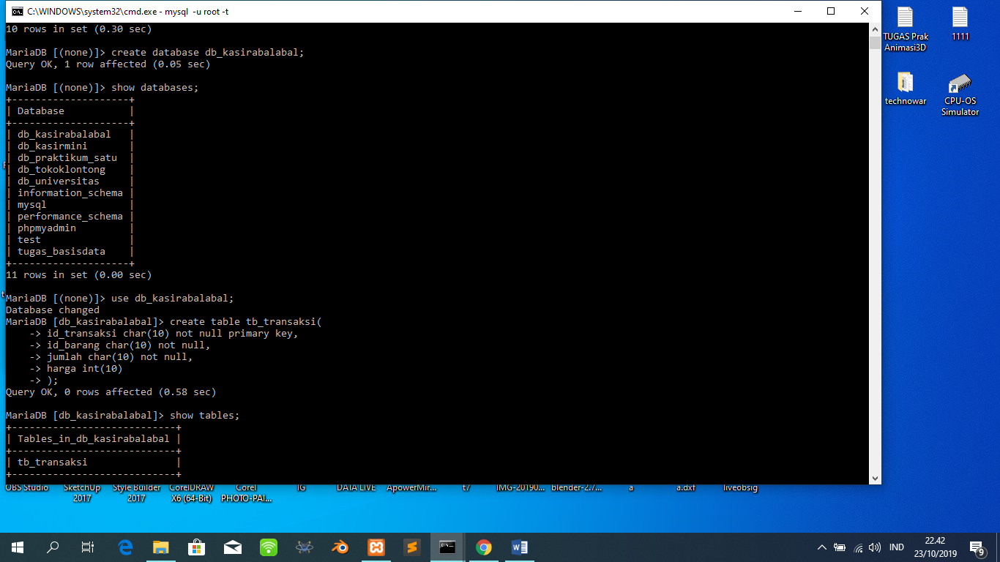 C:\WINDOWS\system32\cmd.exe - mysql -u root -t
10 rows in set (0.30 sec)
MariaDB [(none)]> create database db_kasirabalabal;
Query OK, 1 row affected (0.05 sec)
MariaDB [(none)]> show databases;
+--------------------+
| Database           |
+--------------------+
| db_kasirabalabal   |
| db_kasirmini       |
| db_praktikum_satu  |
| db_tokoklontong    |
| db_universitas     |
| information_schema |
| mysql              |
| performance_schema |
| phpmyadmin         |
| test               |
| tugas_basisdata    |
+--------------------+
11 rows in set (0.00 sec)
MariaDB [(none)]> use db_kasirabalabal;
Database changed
MariaDB [db_kasirabalabal]> create table tb_transaksi(
    -> id_transaksi char(10) not null primary key,
    -> id_barang char(10) not null,
    -> jumlah char(10) not null,
    -> harga int(10)
    -> );
Query OK, 0 rows affected (0.58 sec)
MariaDB [db_kasirabalabal]> show tables;
+----------------------------+
| Tables_in_db_kasirabalabal |
+----------------------------+
| tb_transaksi               |
+----------------------------+
TUGAS Prak
Animasi3D
1111
technowar
CPU-OS
Simulator
OBS Studio
SketchUp
2017
Style Builder
2017
CorelDRAW
X6 (64-Bit)
Corel
PHOTO-PAI...
IG
DATA LIVE
ApowerMir...
t7
IMG-20190...
blender-2.7...
a
a.dxf
liveobsig
IND
22.42
23/10/2019
9